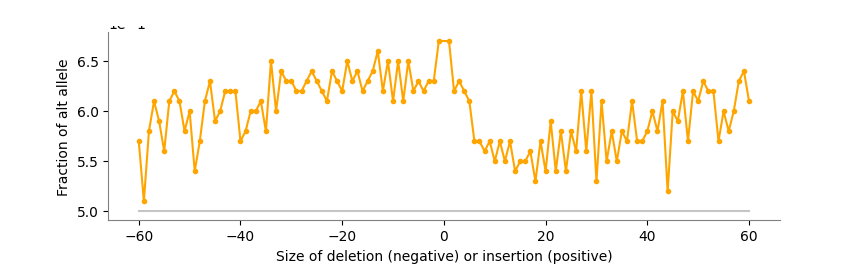 6.5
6.0
5.5
5.0
Fraction of alt allele
−60 −40 −20 0 20 40 60
Size of deletion (negative) or insertion (positive)